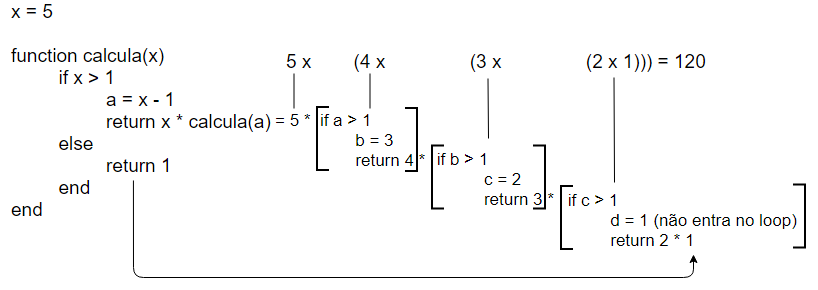 x = 5
function calcula(x)
5 x (4 x (3 x (2 x 1))) = 120
if x > 1
a = x - 1
return x * calcula(a) = 5 * if a > 1
b = 3
else
return 4 * if b > 1
return 1
c = 2
end
return 3 * if c > 1
end
d = 1 (não entra no loop)
return 2 * 1